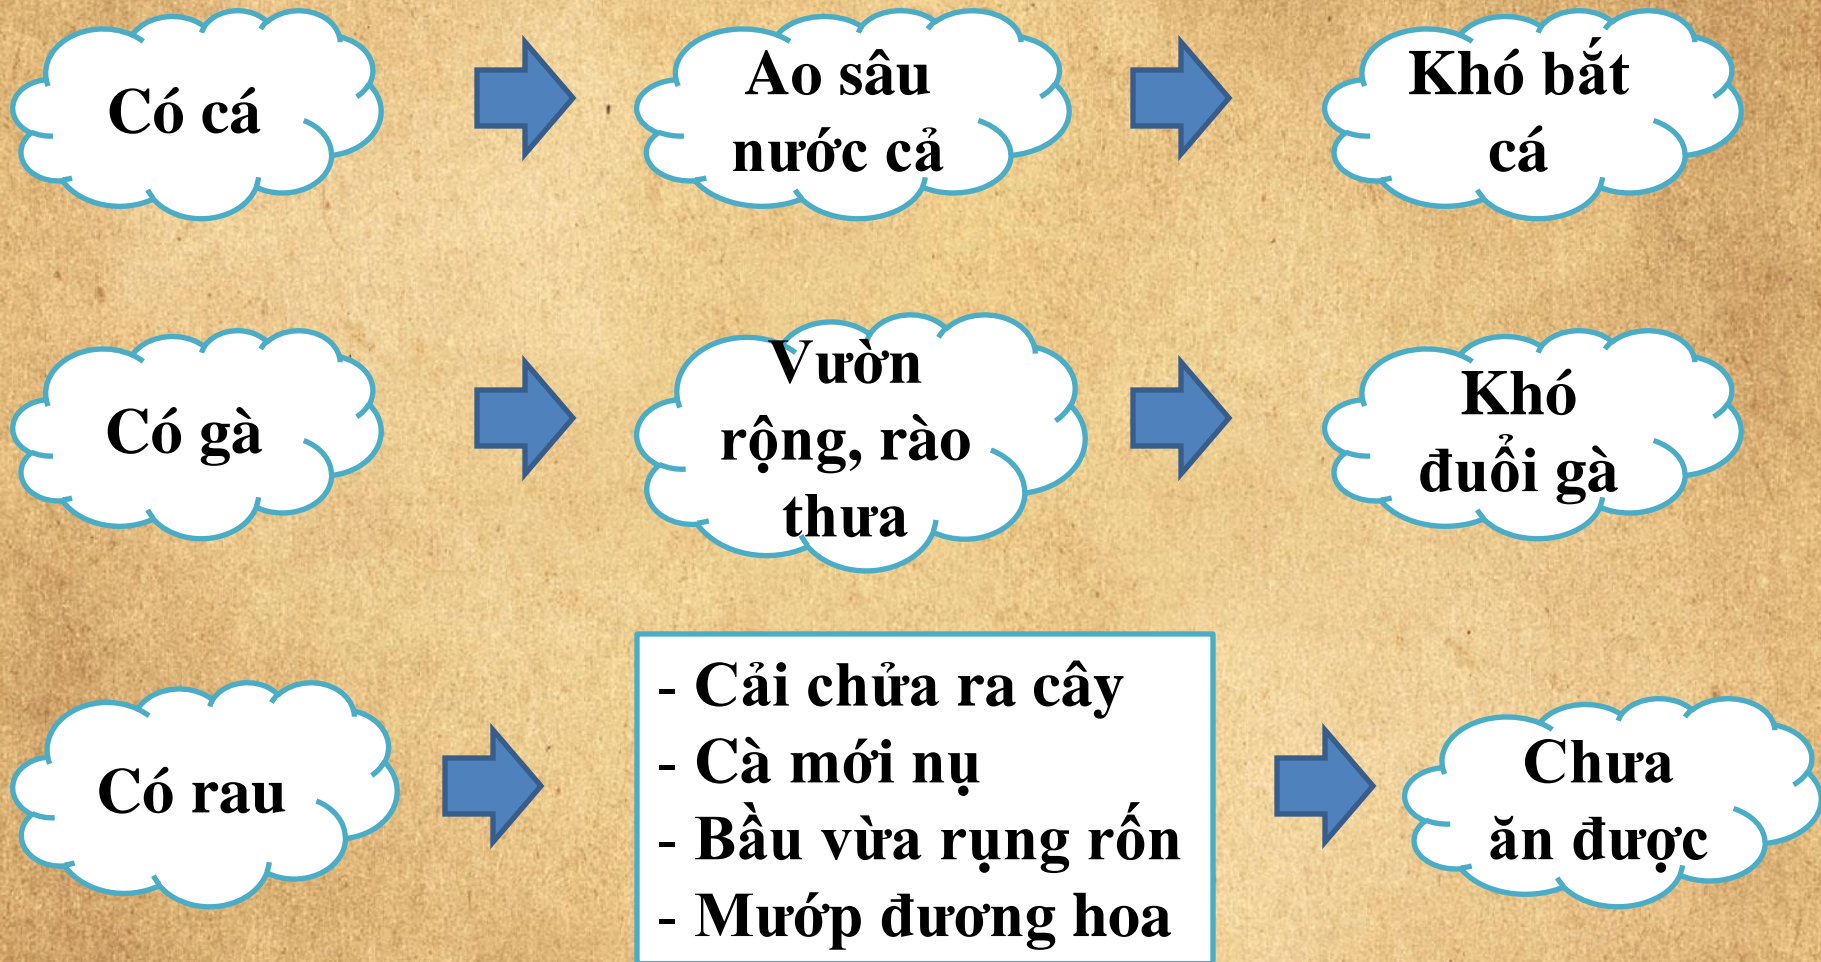 Có cá
Ao sâu
nước cả
Khó bắt
cá
Có gà
Vườn
rộng, rào
thưa
Khó
đuổi gà
Có rau
- Cải chửa ra cây
- Cà mới nụ
- Bầu vừa rụng rốn
- Mướp đương hoa
Chưa
ăn được